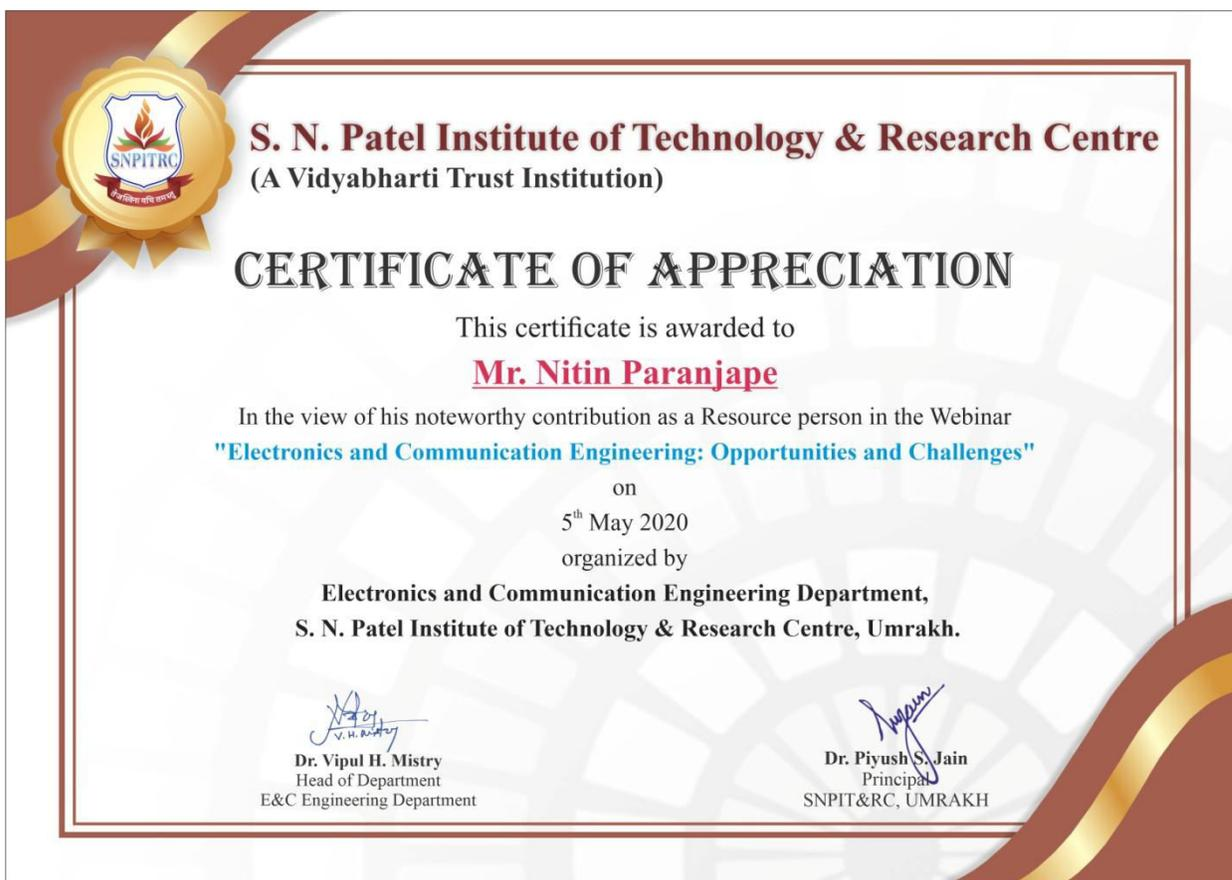 SNPITRC
S. N. Patel Institute of Technology & Research Centre
(A Vidyabharti Trust Institution)
CERTIFICATE OF APPRECIATION
This certificate is awarded to
Mr. Nitin Paranjape
In the view of his noteworthy contribution as a Resource person in the Webinar
"Electronics and Communication Engineering: Opportunities and Challenges"
on
5th May 2020
organized by
Electronics and Communication Engineering Department,
S. N. Patel Institute of Technology & Research Centre, Umrakh.
V. H. Mistry
Dr. Vipul H. Mistry
Head of Department
E&C Engineering Department
Dr. Piyush S. Jain
Principal
SNPIT&RC, UMRAKH